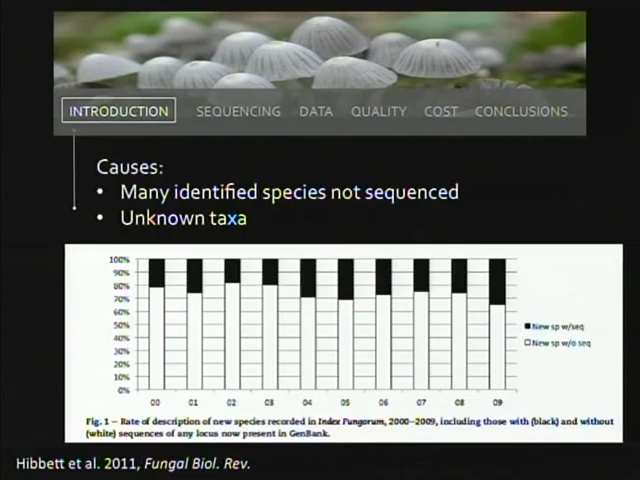 INTRODUCTION SEQUENCING DATA QUALITY COST CONCLUSIONS
Causes:
• Many identified species not sequenced
• Unknown taxa
100%
90%
80%
70%
60%
50%
40%
30%
20%
10%
0%
00 01 02 03 04 05 06 07 08 09
New sp w/seq
New sp w/o seq
Fig. 1 – Rate of description of new species recorded in Index Fungorum, 2000–2009, including those with (black) and without
(white) sequences of any locus now present in GenBank.
Hibbett et al. 2011, Fungal Biol. Rev.